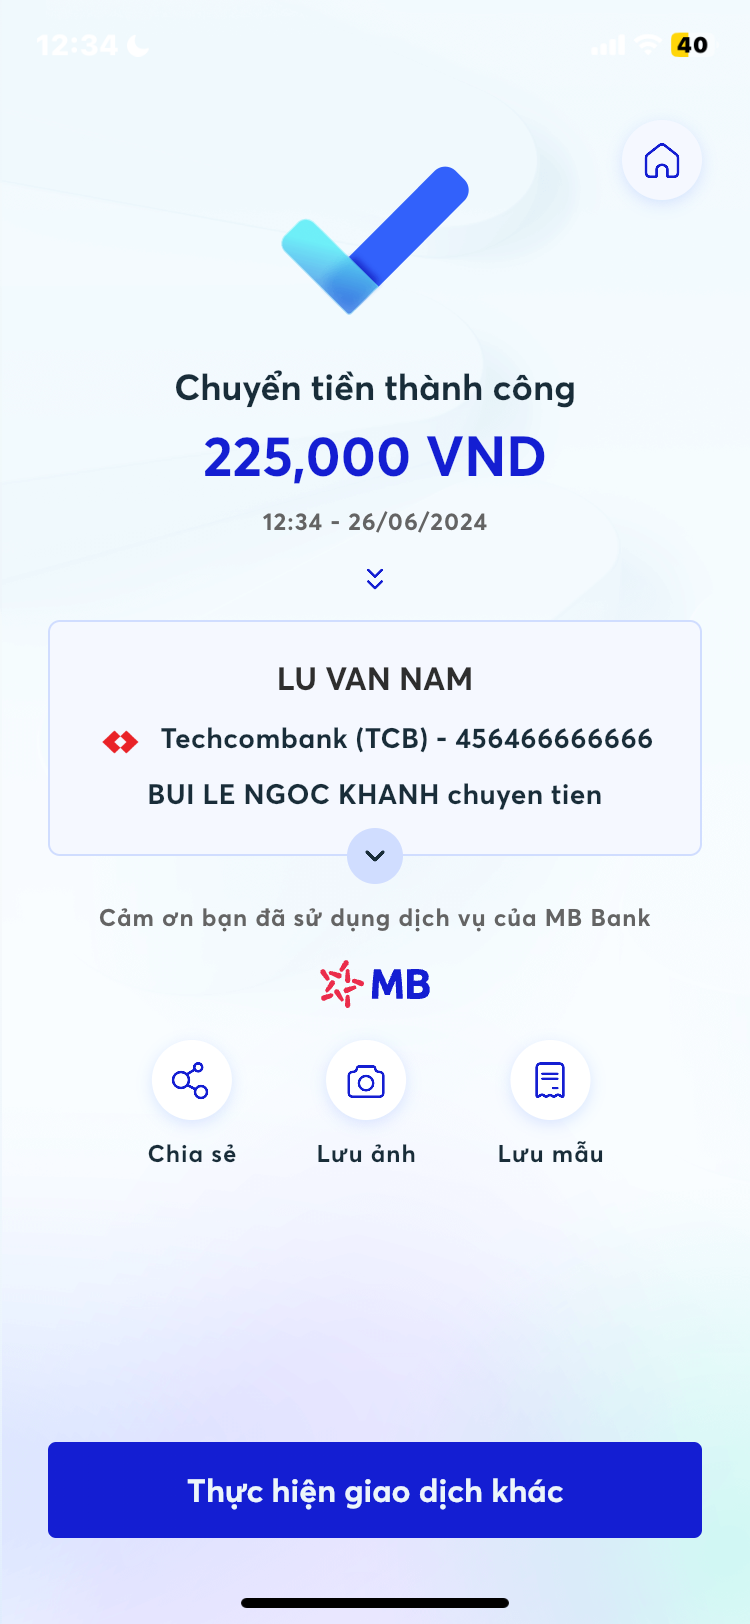 12:34
40
Chuyển tiền thành công
225,000 VND
12:34 - 26/06/2024
LU VAN NAM
Techcombank (TCB) - 456466666666
BUI LE NGOC KHANH chuyen tien
Cảm ơn bạn đã sử dụng dịch vụ của MB Bank
MB
Chia sẻ
Lưu ảnh
Lưu mẫu
Thực hiện giao dịch khác